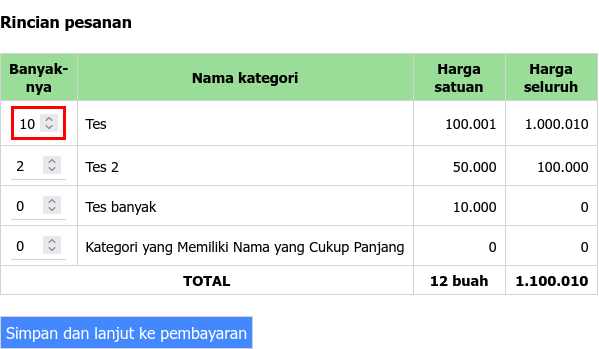 Rincian pesanan
Banyak-
nya
Nama kategori
Harga
satuan
Harga
seluruh
10 Tes 100.001 1.000.010
2 Tes 2 50.000 100.000
0 Tes banyak 10.000 0
0 Kategori yang Memiliki Nama yang Cukup Panjang 0 0
TOTAL 12 buah 1.100.010
Simpan dan lanjut ke pembayaran